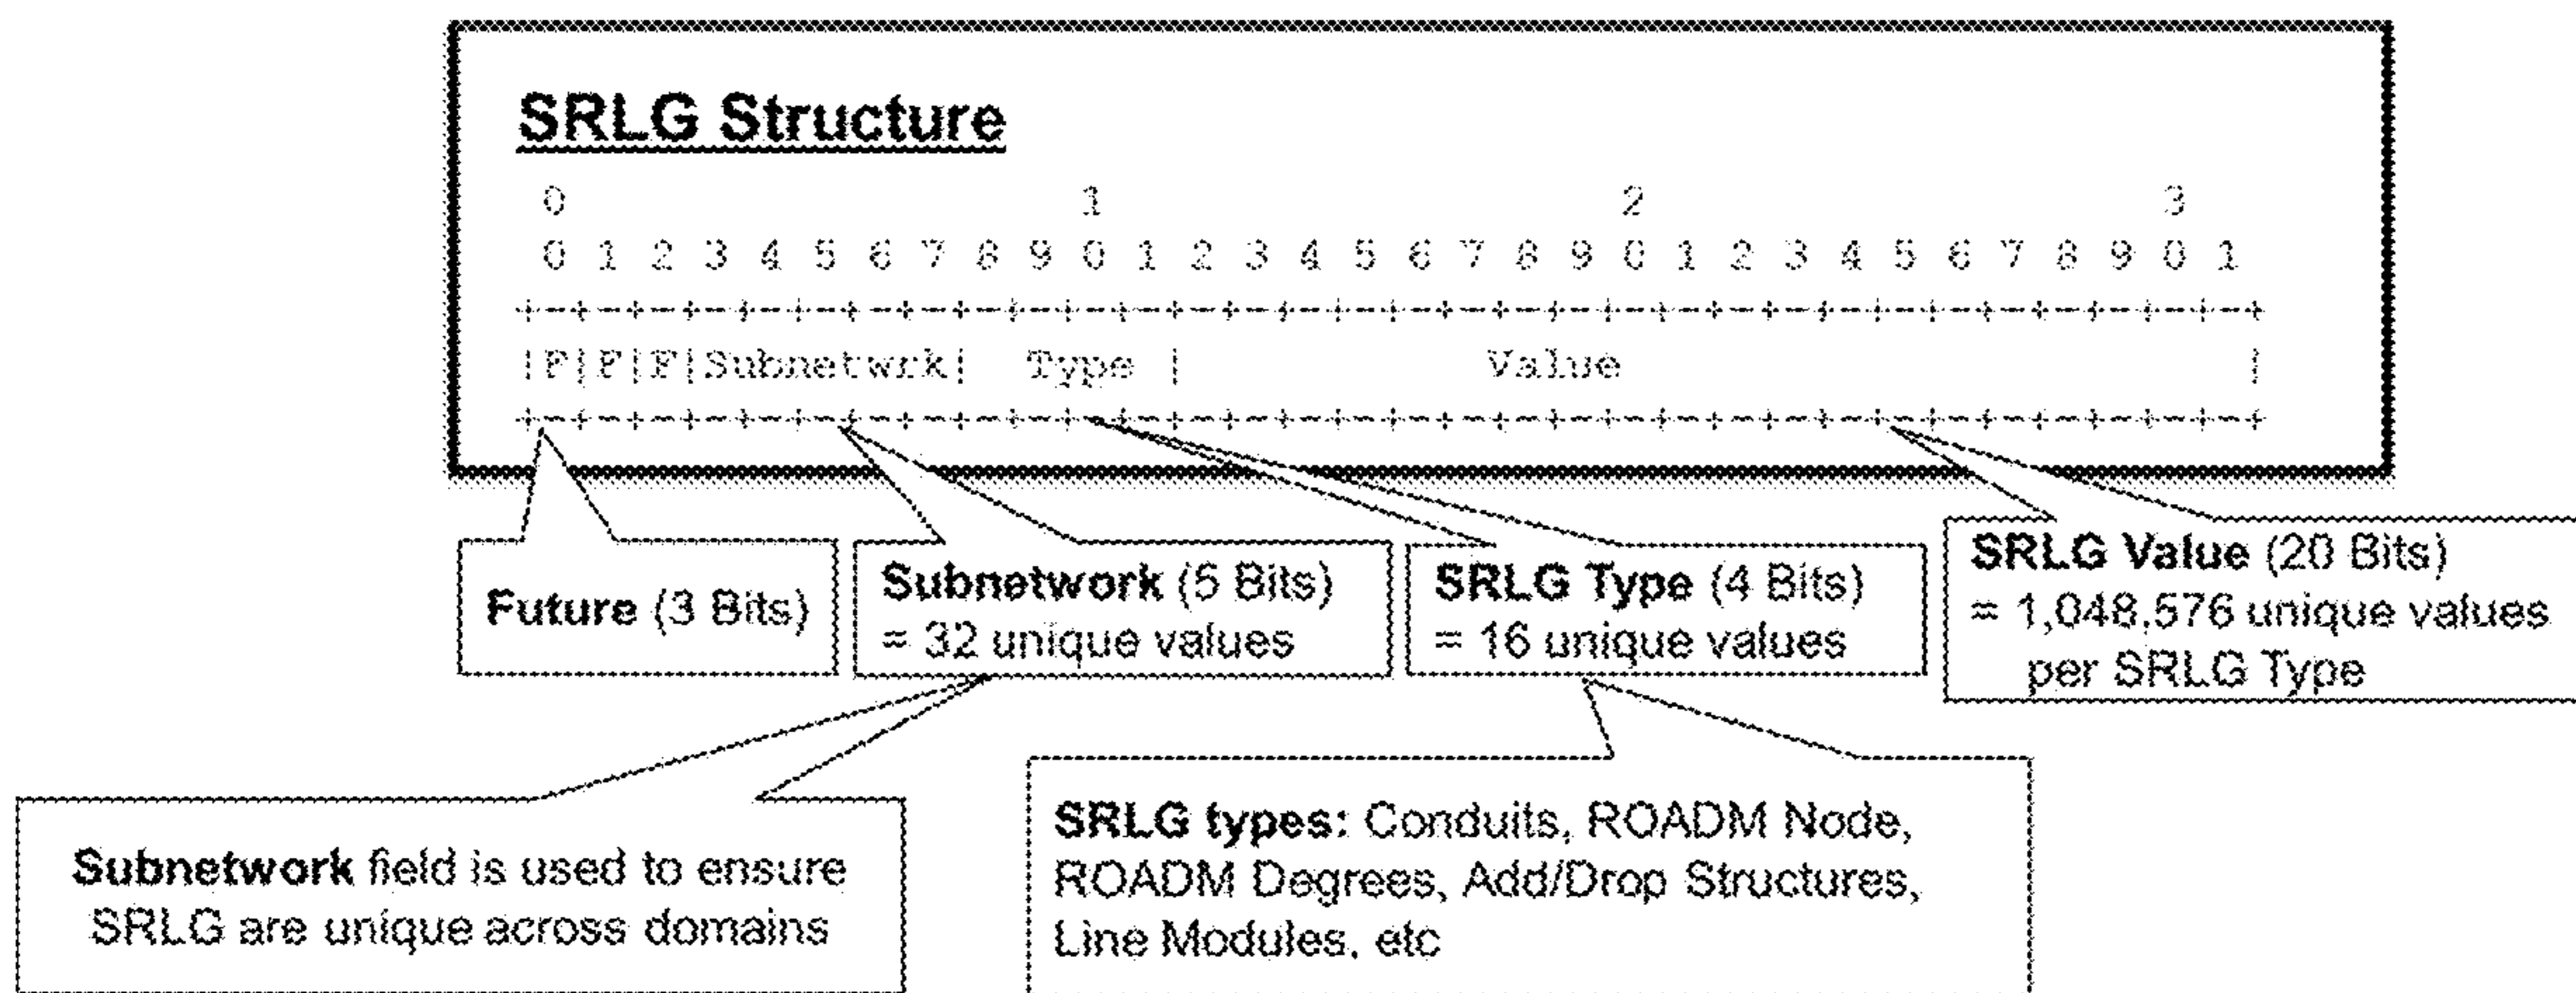 SRLG Structure
0 1 2 3
0 1 2 3 4 5 6 7 8 9 0 1 2 3 4 5 6 7 8 9 0 1 2 3 4 5 6 7 8 9 0 1
+-+-+-+-+-+-+-+-+-+-+-+-+-+-+-+-+-+-+-+-+-+-+-+-+-+-+-+-+-+-+-+-+
|F|F|F|Subnetwrk| Type | Value |
+-+-+-+-+-+-+-+-+-+-+-+-+-+-+-+-+-+-+-+-+-+-+-+-+-+-+-+-+-+-+-+-+
Future (3 Bits)
Subnetwork (5 Bits)
= 32 unique values
SRLG Type (4 Bits)
= 16 unique values
SRLG Value (20 Bits)
= 1,048,576 unique values
per SRLG Type
Subnetwork field is used to ensure
SRLG are unique across domains
SRLG types: Conduits, ROADM Node,
ROADM Degrees, Add/Drop Structures,
Line Modules, etc